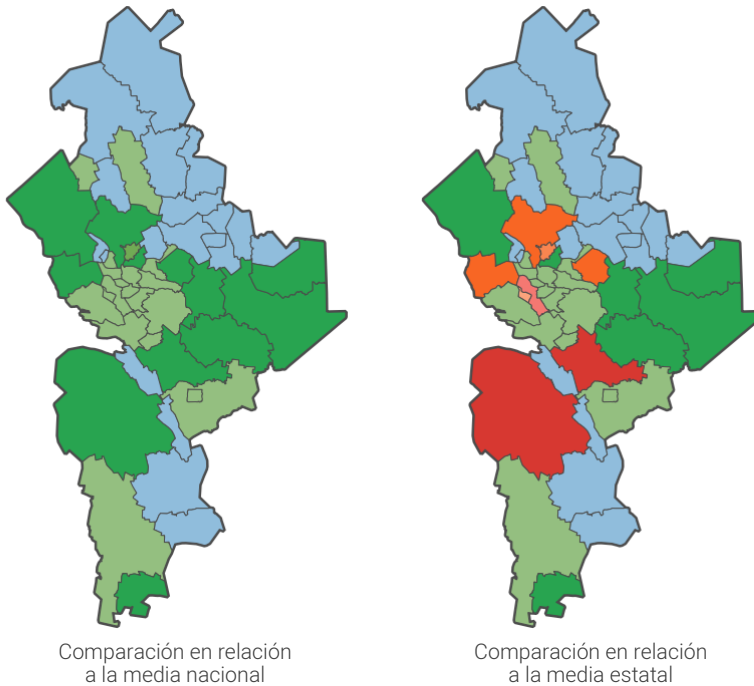 Comparación en relación
a la media nacional
Comparación en relación
a la media estatal